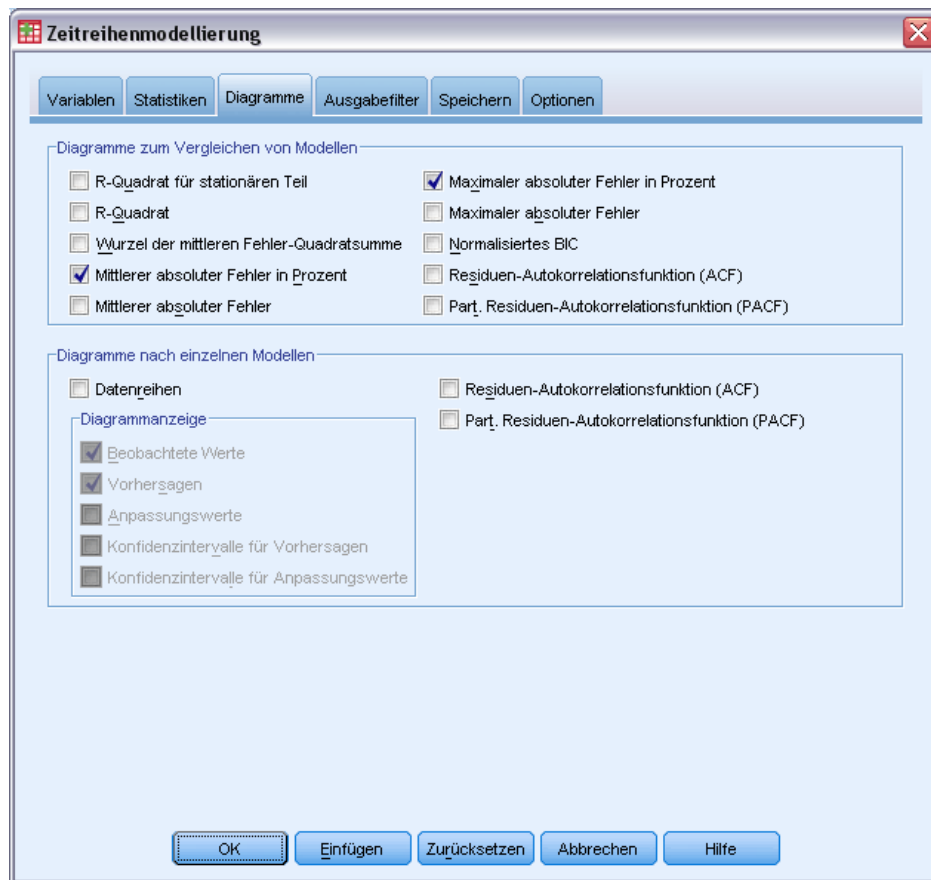 Zeitreihenmodellierung
Variablen
Statistiken
Diagramme
Ausgabefilter
Speichern
Optionen
Diagramme zum Vergleichen von Modellen
R-Quadrat für stationären Teil
R-Quadrat
Wurzel der mittleren Fehler-Quadratsumme
Mittlerer absoluter Fehler in Prozent
Mittlerer absoluter Fehler
Maximaler absoluter Fehler in Prozent
Maximaler absoluter Fehler
Normalisiertes BIC
Residuen-Autokorrelationsfunktion (ACF)
Part. Residuen-Autokorrelationsfunktion (PACF)
Diagramme nach einzelnen Modellen
Datenreihen
Diagrammanzeige
Beobachtete Werte
Vorhersagen
Anpassungswerte
Konfidenzintervalle für Vorhersagen
Konfidenzintervalle für Anpassungswerte
Residuen-Autokorrelationsfunktion (ACF)
Part. Residuen-Autokorrelationsfunktion (PACF)
OK
Einfügen
Zurücksetzen
Abbrechen
Hilfe